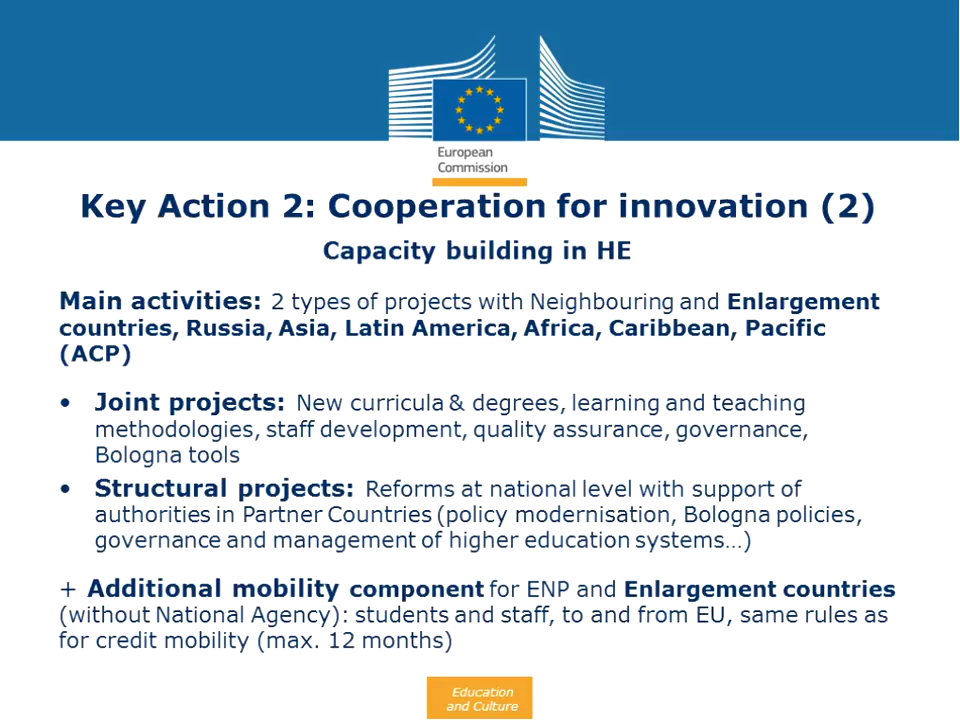 European
Commission
Key Action 2: Cooperation for innovation (2)
Capacity building in HE
Main activities: 2 types of projects with Neighbouring and Enlargement
countries, Russia, Asia, Latin America, Africa, Caribbean, Pacific
(ACP)
• Joint projects: New curricula & degrees, learning and teaching
methodologies, staff development, quality assurance, governance,
Bologna tools
• Structural projects: Reforms at national level with support of
authorities in Partner Countries (policy modernisation, Bologna policies,
governance and management of higher education systems…)
+ Additional mobility component for ENP and Enlargement countries
(without National Agency): students and staff, to and from EU, same rules as
for credit mobility (max. 12 months)
Education
and Culture